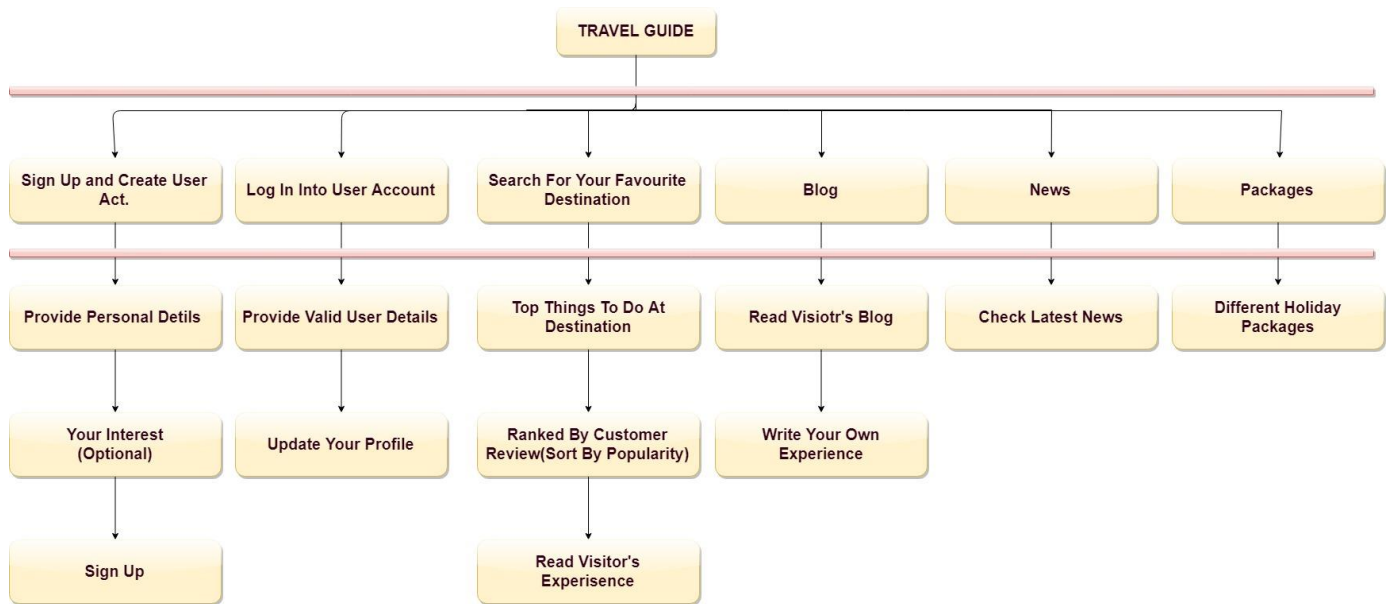 TRAVEL GUIDE
Sign Up and Create User
Act.
Log In Into User Account
Search For Your Favourite
Destination
Blog
News
Packages
Provide Personal Detils
Provide Valid User Details
Top Things To Do At
Destination
Read Visiotr's Blog
Check Latest News
Different Holiday
Packages
Your Interest
(Optional)
Update Your Profile
Ranked By Customer
Review(Sort By Popularity)
Write Your Own
Experience
Sign Up
Read Visitor's
Experisence